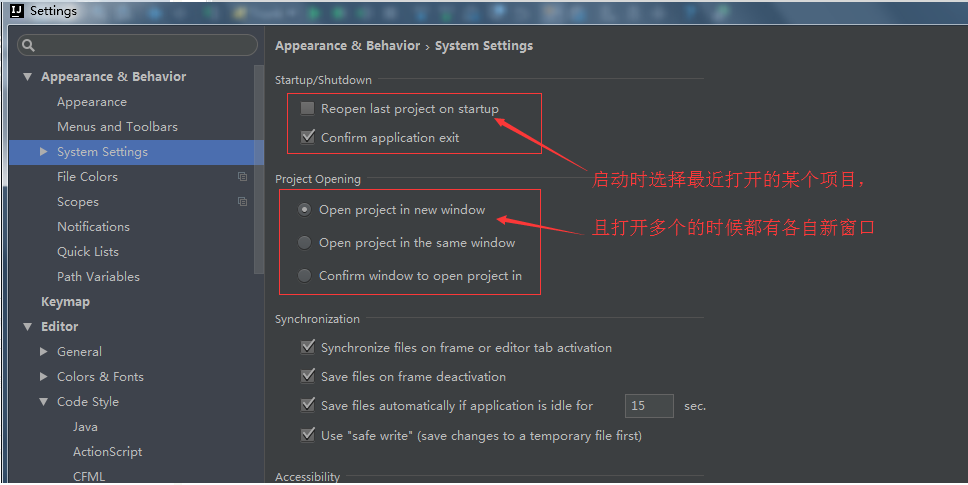 IJ Settings
Appearance & Behavior
Appearance
Menus and Toolbars
System Settings
File Colors
Scopes
Notifications
Quick Lists
Path Variables
Keymap
Editor
General
Colors & Fonts
Code Style
Java
ActionScript
CFML
Appearance & Behavior › System Settings
Startup/Shutdown
Reopen last project on startup
Confirm application exit
启动时选择最近打开的某个项目，
Project Opening
Open project in new window
且打开多个的时候都有各自新窗口
Open project in the same window
Confirm window to open project in
Synchronization
Synchronize files on frame or editor tab activation
Save files on frame deactivation
Save files automatically if application is idle for 15 sec.
Use "safe write" (save changes to a temporary file first)
Accessibility